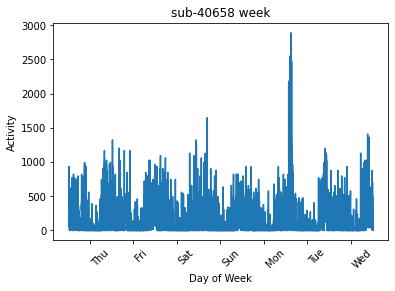 sub-40658 week
3000
2500
2000
1500
1000
500
0
Activity
Thu
Fri
Sat
Sun
Mon
Tue
Wed
Day of Week